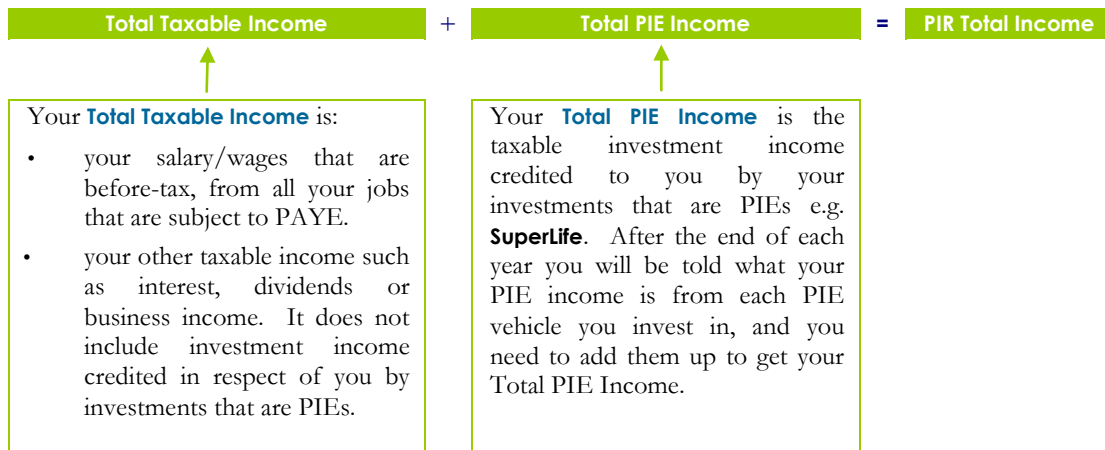 Total Taxable Income + Total PIE Income = PIR Total Income
Your Total Taxable Income is:
• your salary/wages that are
before-tax, from all your jobs
that are subject to PAYE.
• your other taxable income such
as interest, dividends or
business income. It does not
include investment income
credited in respect of you by
investments that are PIEs.
Your Total PIE Income is the
taxable investment income
credited to you by your
investments that are PIEs e.g.
SuperLife. After the end of each
year you will be told what your
PIE income is from each PIE
vehicle you invest in, and you
need to add them up to get your
Total PIE Income.